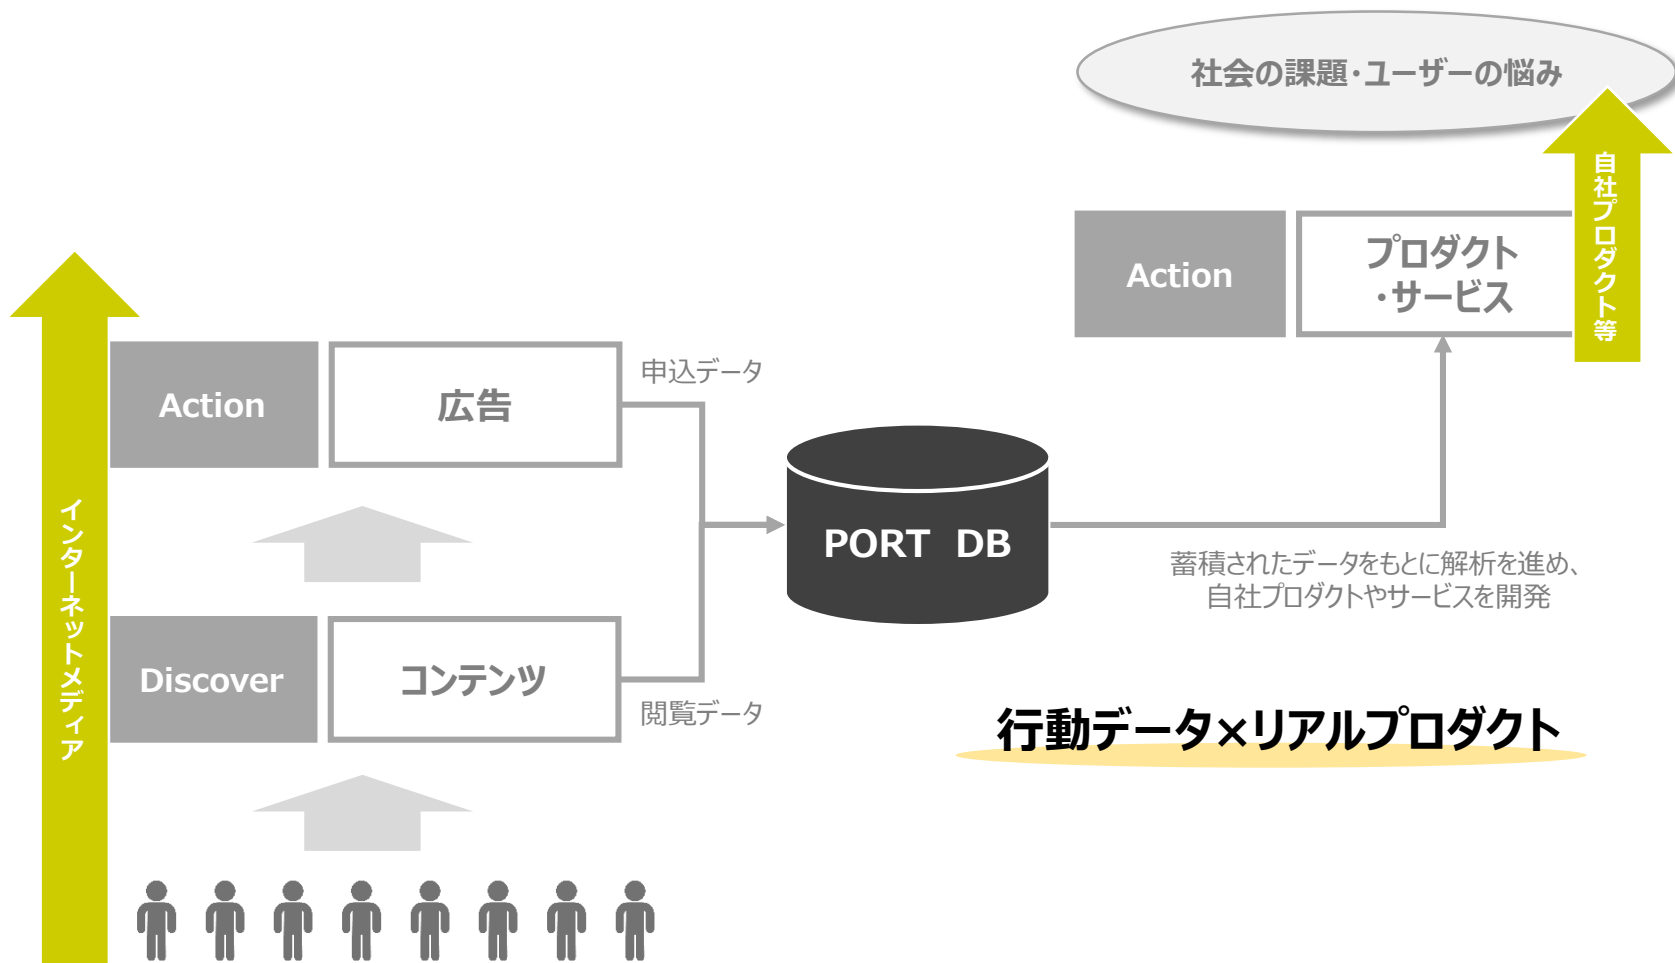 社会の課題・ユーザーの悩み
自社プロダクト等
Action
プロダクト
・サービス
インターネットメディア
Action
広告
申込データ
PORT DB
蓄積されたデータをもとに解析を進め、
自社プロダクトやサービスを開発
Discover
コンテンツ
閲覧データ
行動データ×リアルプロダクト